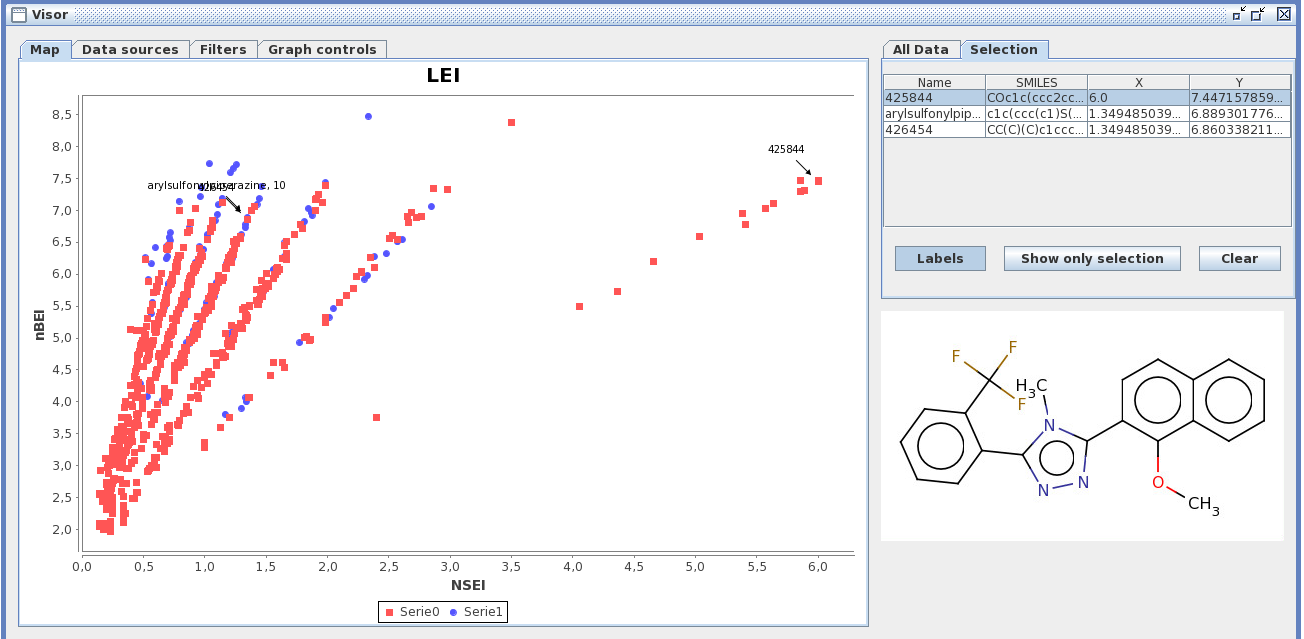 Visor
Map Data sources Filters Graph controls
LEI
8,5
8,0
7,5
7,0
6,5
6,0
5,5
5,0
4,5
4,0
3,5
3,0
2,5
2,0
nBEI
425844
arylsulfonylpiperazine, 10
426454
0,0 0,5 1,0 1,5 2,0 2,5 3,0 3,5 4,0 4,5 5,0 5,5 6,0
NSEI
Serie0 Serie1
All Data Selection
Name SMILES X Y
425844 COc1c(ccc2cc... 6.0 7.447157859...
arylsulfonylpip... c1c(ccc(c1)S(... 1.349485039... 6.889301776...
426454 CC(C)(C)c1ccc... 1.349485039... 6.860338211...
Labels Show only selection Clear
F
F
F
H3C
N
N
N
O
CH3